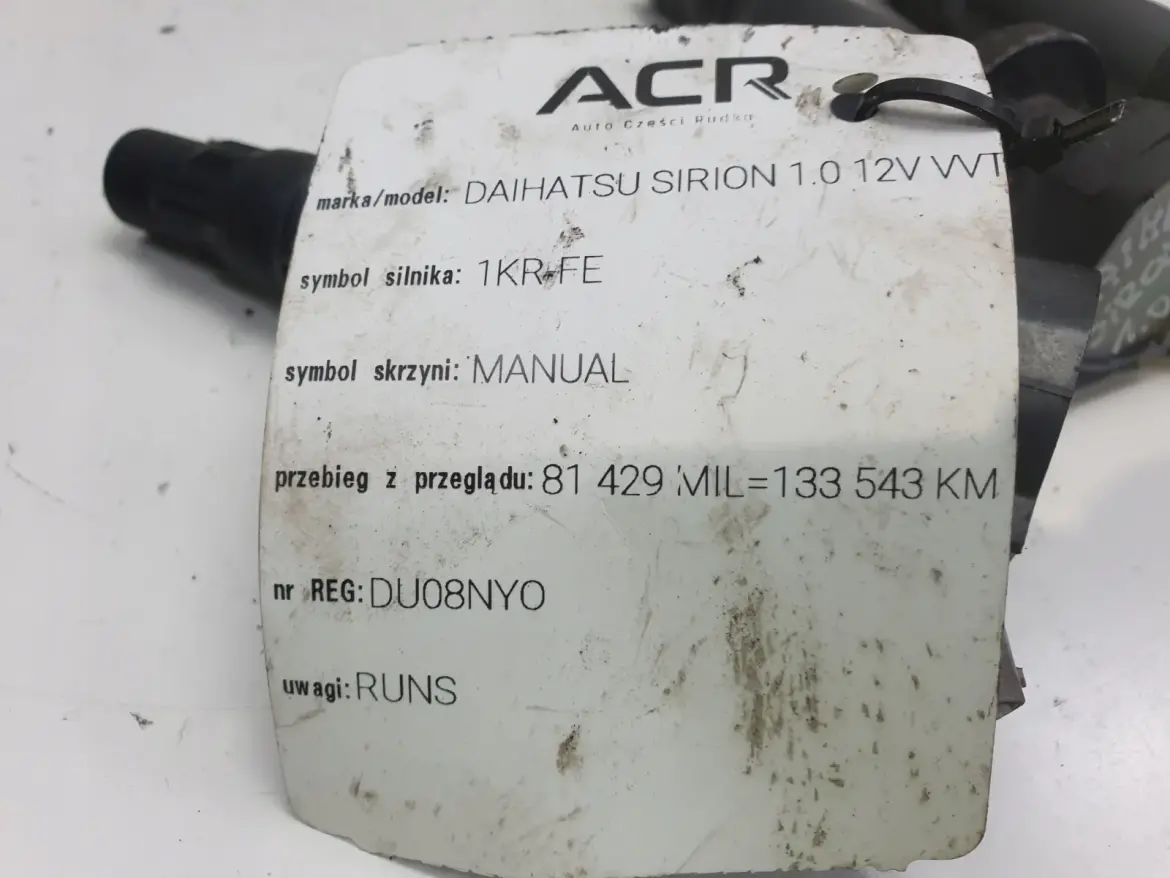 ACR
Auto Części Rudka
marka/model: DAIHATSU SIRION 1.0 12V VVT
symbol silnika: 1KR-FE
symbol skrzyni: MANUAL
przebieg z przeglądu: 81 429 MIL=133 543 KM
nr REG: DU08NYO
uwagi: RUNS